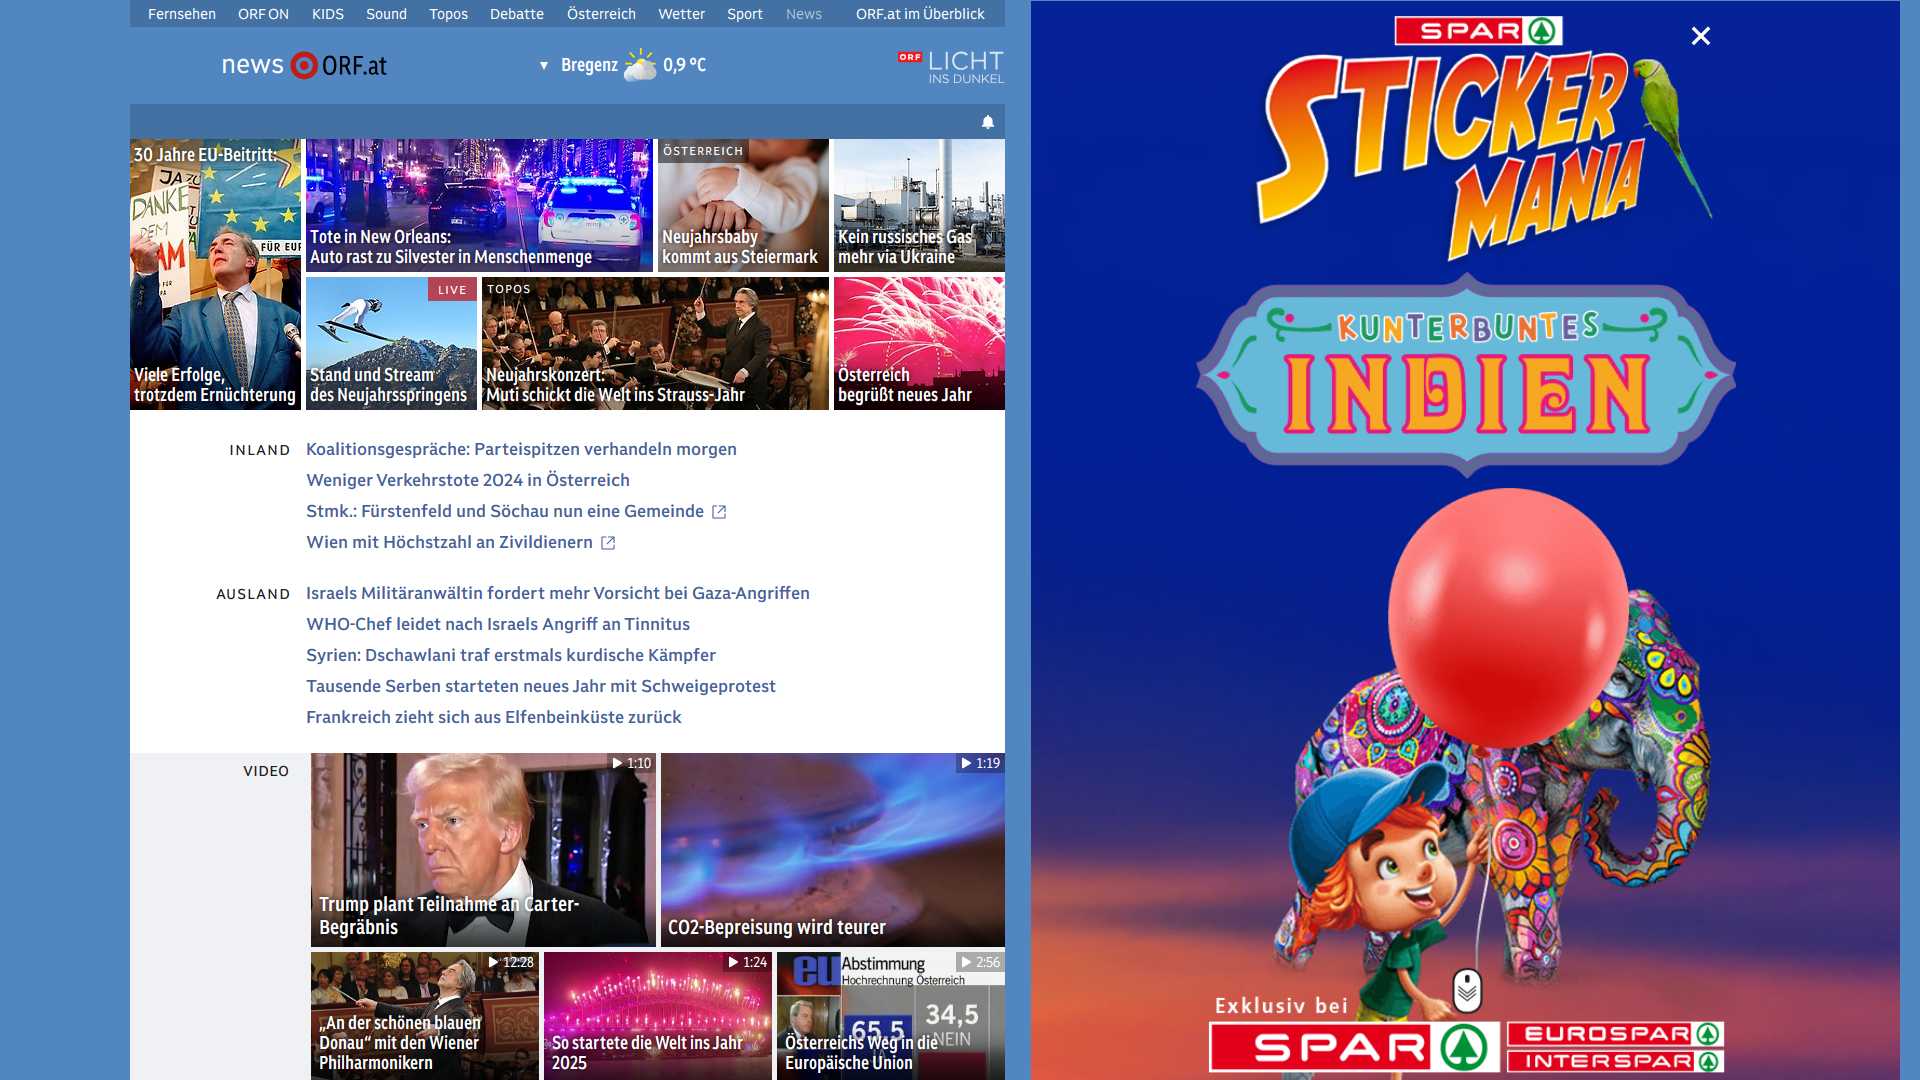 Fernsehen ORF ON KIDS Sound Topos Debatte Österreich Wetter Sport News ORF.at im Überblick
news ORF.at
▼ Bregenz 0,9 °C
ORF LICHT
INS DUNKEL
30 Jahre EU-Beitritt:
Viele Erfolge,
trotzdem Ernüchterung
Tote in New Orleans:
Auto rast zu Silvester in Menschenmenge
ÖSTERREICH
Neujahrsbaby
kommt aus Steiermark
Kein russisches Gas
mehr via Ukraine
LIVE
Stand und Stream
des Neujahrsspringens
TOPOS
Neujahrskonzert:
Muti schickt die Welt ins Strauss-Jahr
Österreich
begrüßt neues Jahr
INLAND
Koalitionsgespräche: Parteispitzen verhandeln morgen
Weniger Verkehrstote 2024 in Österreich
Stmk.: Fürstenfeld und Söchau nun eine Gemeinde
Wien mit Höchstzahl an Zivildienern
AUSLAND
Israels Militäranwältin fordert mehr Vorsicht bei Gaza-Angriffen
WHO-Chef leidet nach Israels Angriff an Tinnitus
Syrien: Dschawlani traf erstmals kurdische Kämpfer
Tausende Serben starteten neues Jahr mit Schweigeprotest
Frankreich zieht sich aus Elfenbeinküste zurück
VIDEO
1:10
Trump plant Teilnahme an Carter-
Begräbnis
1:19
CO2-Bepreisung wird teurer
12:28
„An der schönen blauen
Donau“ mit den Wiener
Philharmonikern
1:24
So startete die Welt ins Jahr
2025
2:56
eu Abstimmung
Hochrechnung Österreich
65,5
34,5
NEIN
Österreichs Weg in die
Europäische Union
SPAR
STICKER
MANIA
KUNTERBUNTES
INDIEN
Exklusiv bei
SPAR
EUROSPAR
INTERSPAR